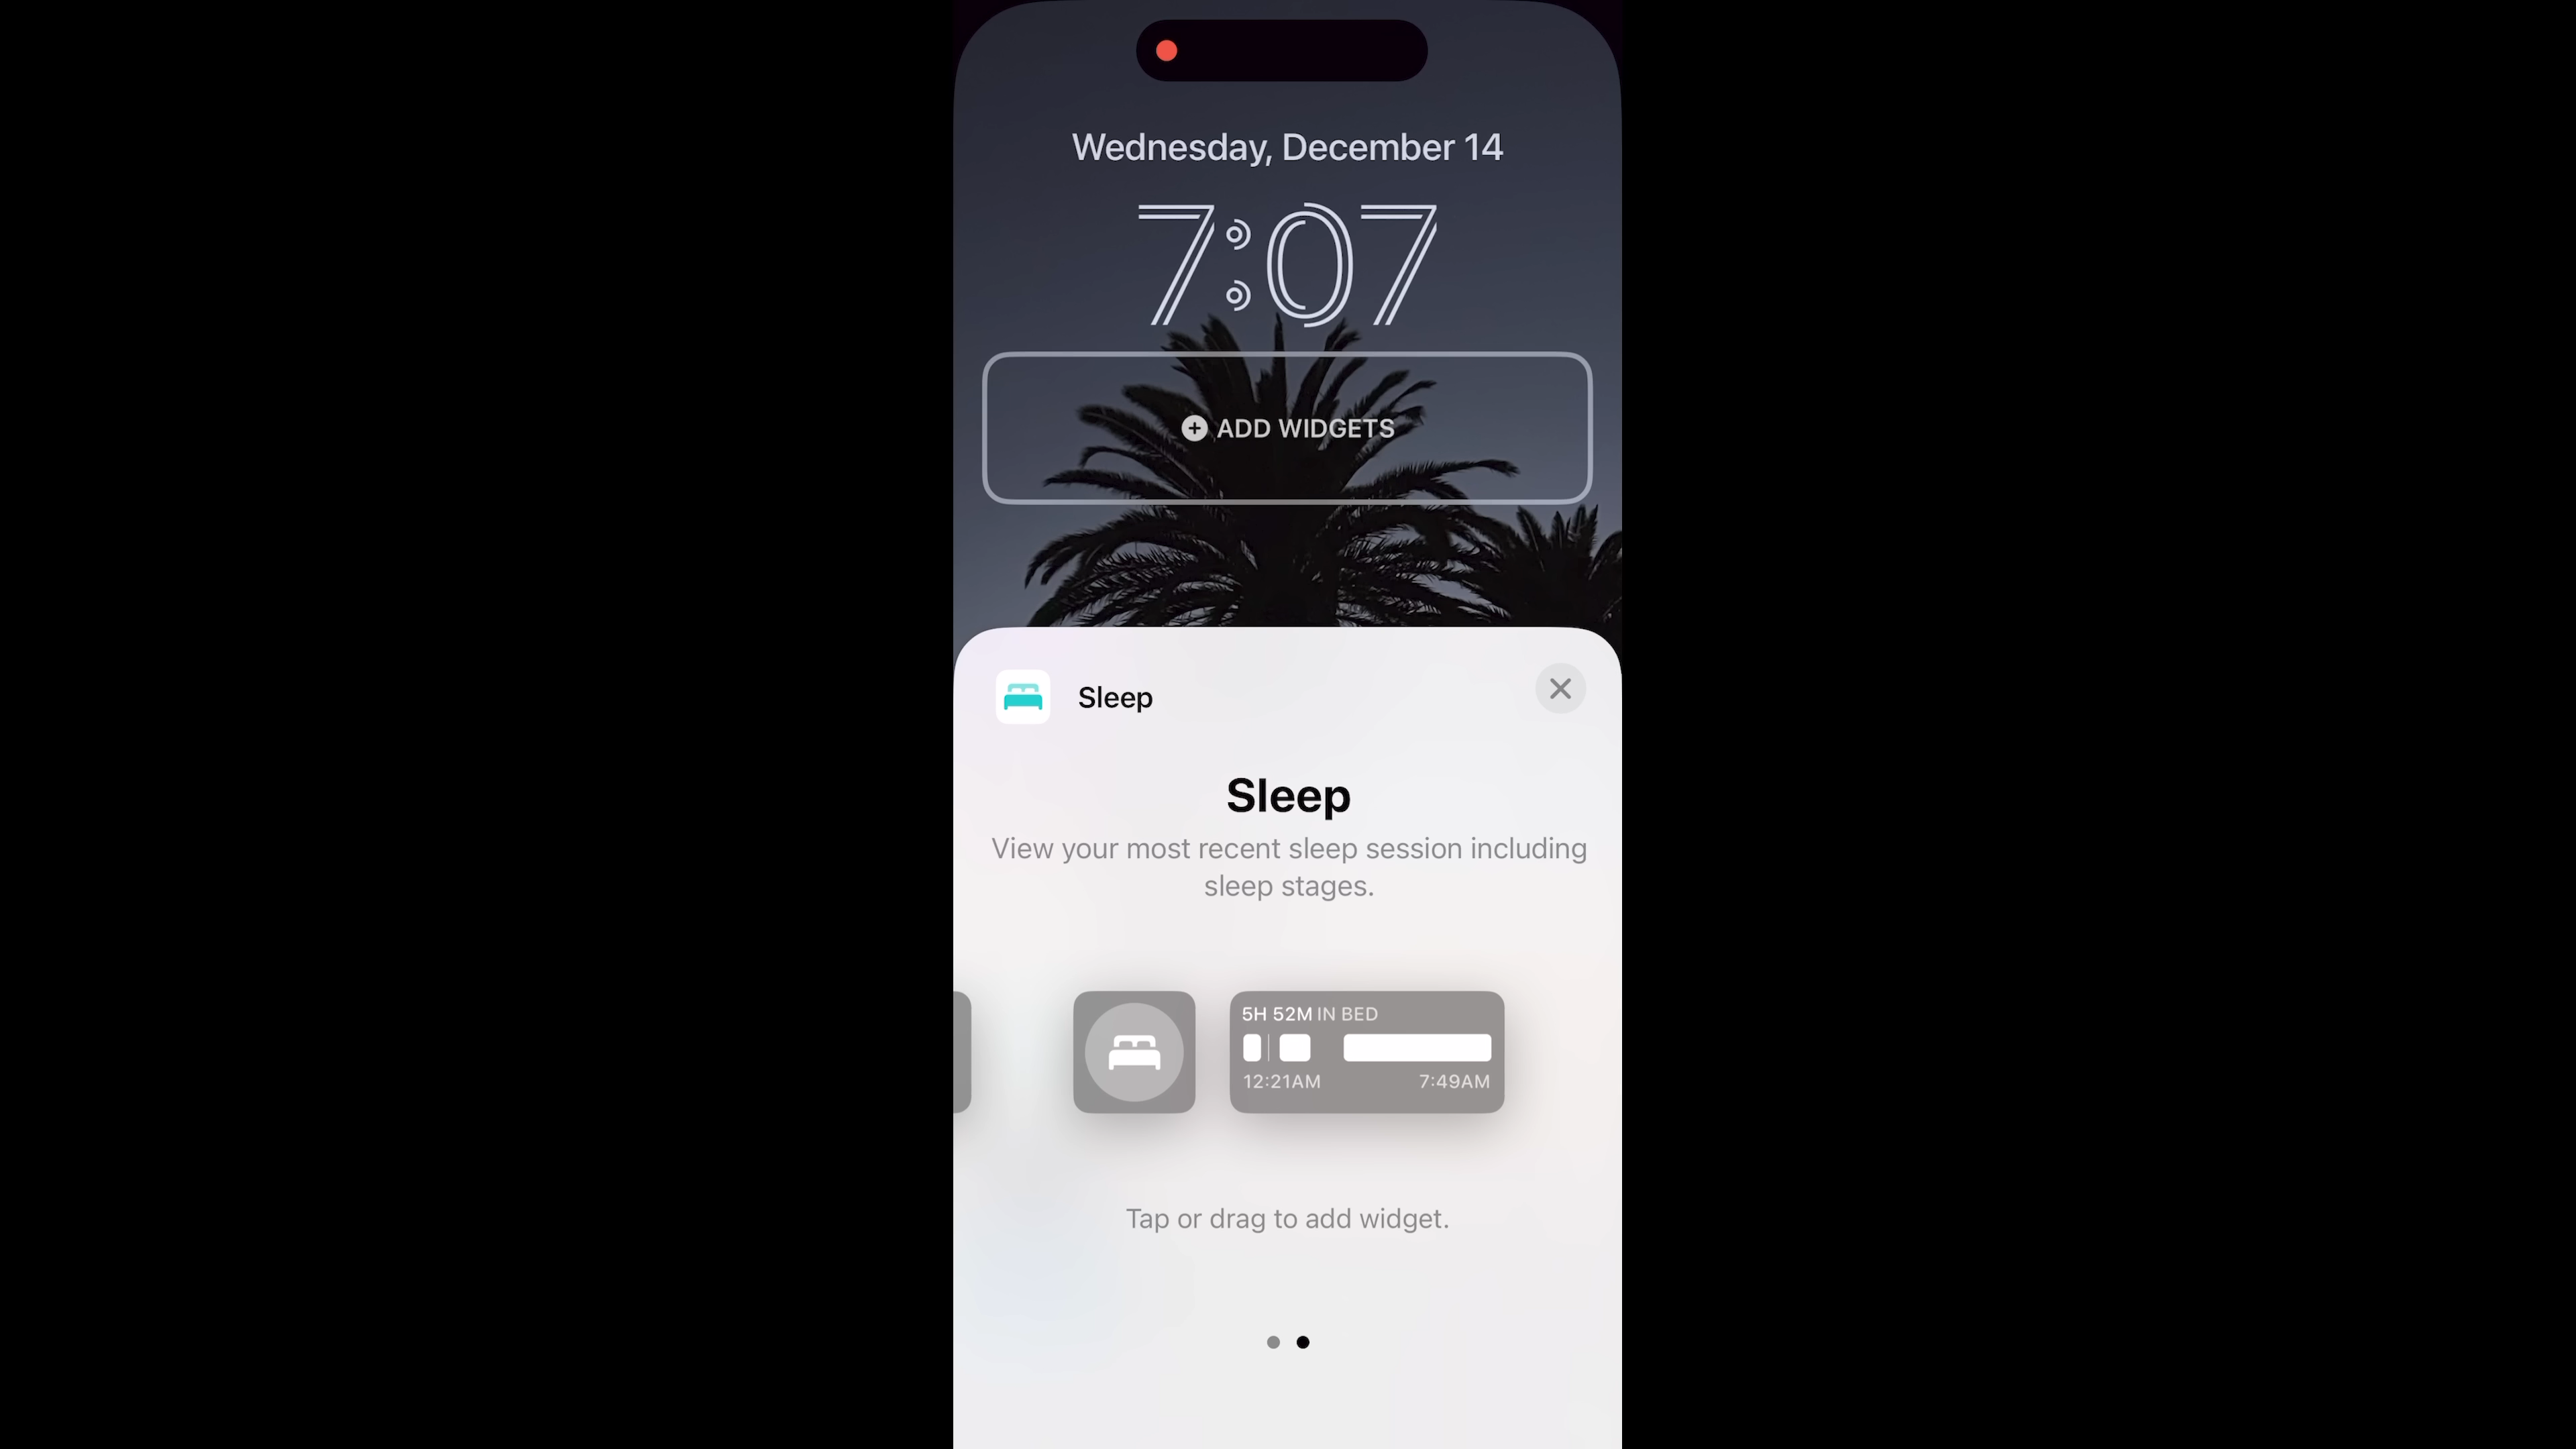 Wednesday, December 14
7:07
ADD WIDGETS
Sleep
Sleep
View your most recent sleep session including
sleep stages.
5H 52M IN BED
12:21AM 7:49AM
Tap or drag to add widget.